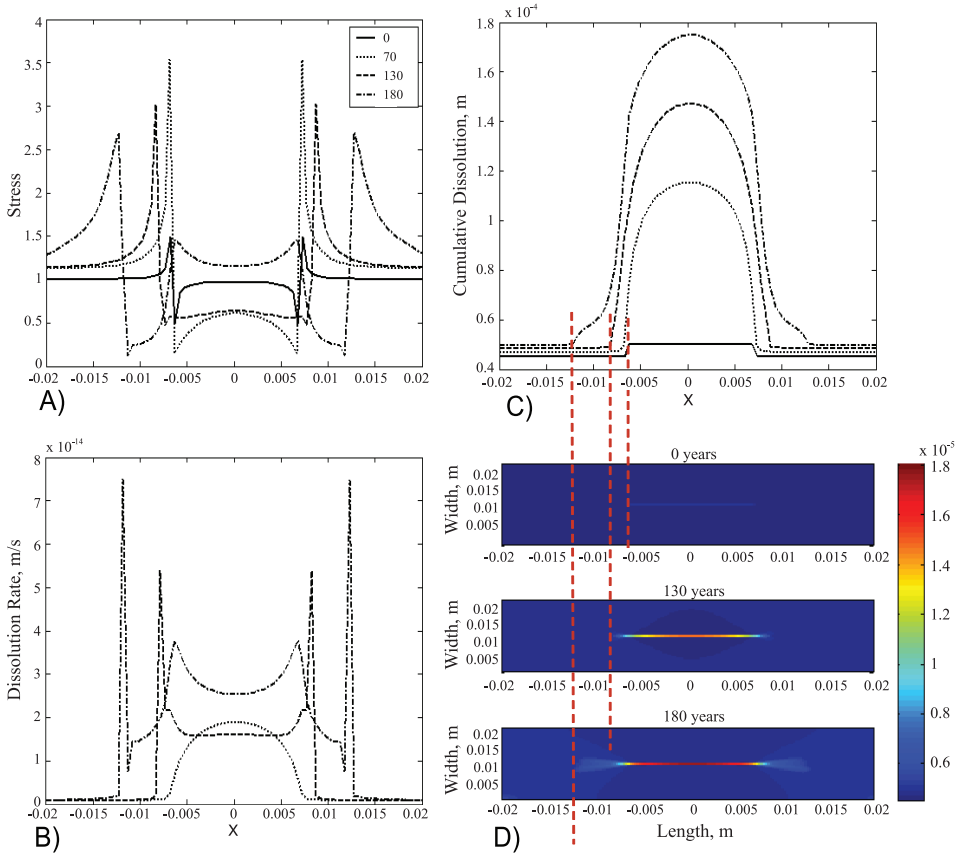 4
3.5
3
2.5
2
1.5
1
0.5
0
Stress
0
70
130
180
-0.02 -0.015 -0.01 -0.005 0 0.005 0.01 0.015 0.02
A)
x 10⁻⁴
1.8
1.6
1.4
1.2
1
0.8
0.6
0.4
Cumulative Dissolution, m
-0.02 -0.015 -0.01 -0.005 0 0.005 0.01 0.015 0.02
X
C)
x 10⁻¹⁴
8
7
6
5
4
3
2
1
0
Dissolution Rate, m/s
-0.02 -0.015 -0.01 -0.005 0 0.005 0.01 0.015 0.02
X
B)
0 years
Width, m
0.02
0.015
0.01
0.005
-0.02 -0.015 -0.01 -0.005 0 0.005 0.01 0.015 0.02
130 years
Width, m
0.02
0.015
0.01
0.005
-0.02 -0.015 -0.01 -0.005 0 0.005 0.01 0.015 0.02
180 years
Width, m
0.02
0.015
0.01
0.005
-0.02 -0.015 -0.01 -0.005 0 0.005 0.01 0.015 0.02
Length, m
D)
x 10⁻⁵
1.8
1.6
1.4
1.2
1
0.8
0.6